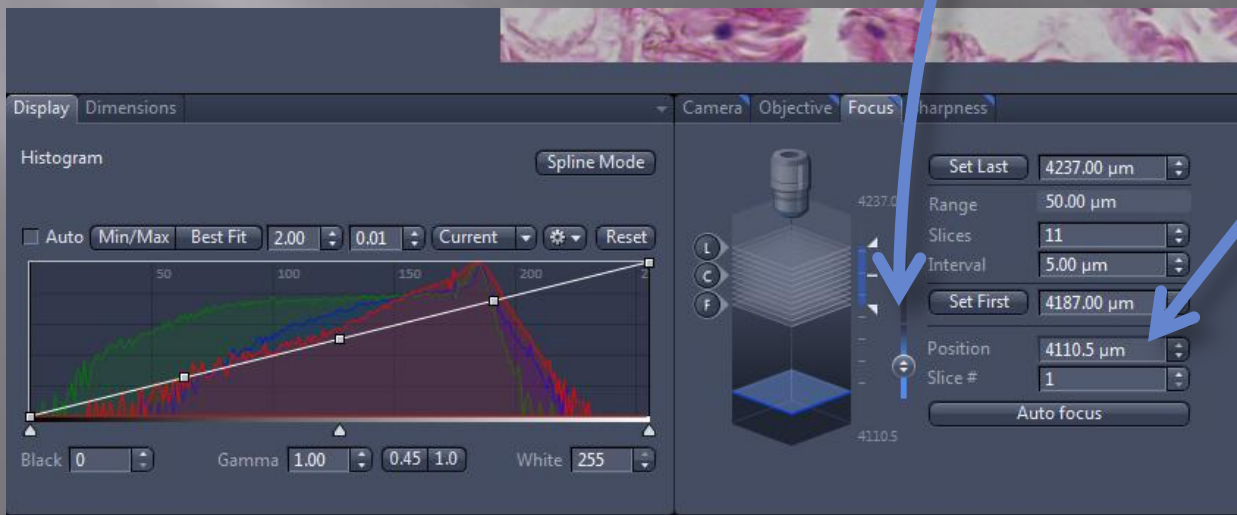 Display Dimensions
Histogram
Spline Mode
Auto Min/Max Best Fit 2.00 0.01 Current Reset
50 100 150 200
Black 0 Gamma 1.00 0.45 1.0 White 255
Camera Objective Focus harpness
Set Last 4237.00 µm
4237.0
Range 50.00 µm
L
Slices 11
C
Interval 5.00 µm
F
Set First 4187.00 µm
Position 4110.5 µm
Slice # 1
Auto focus
4110.5